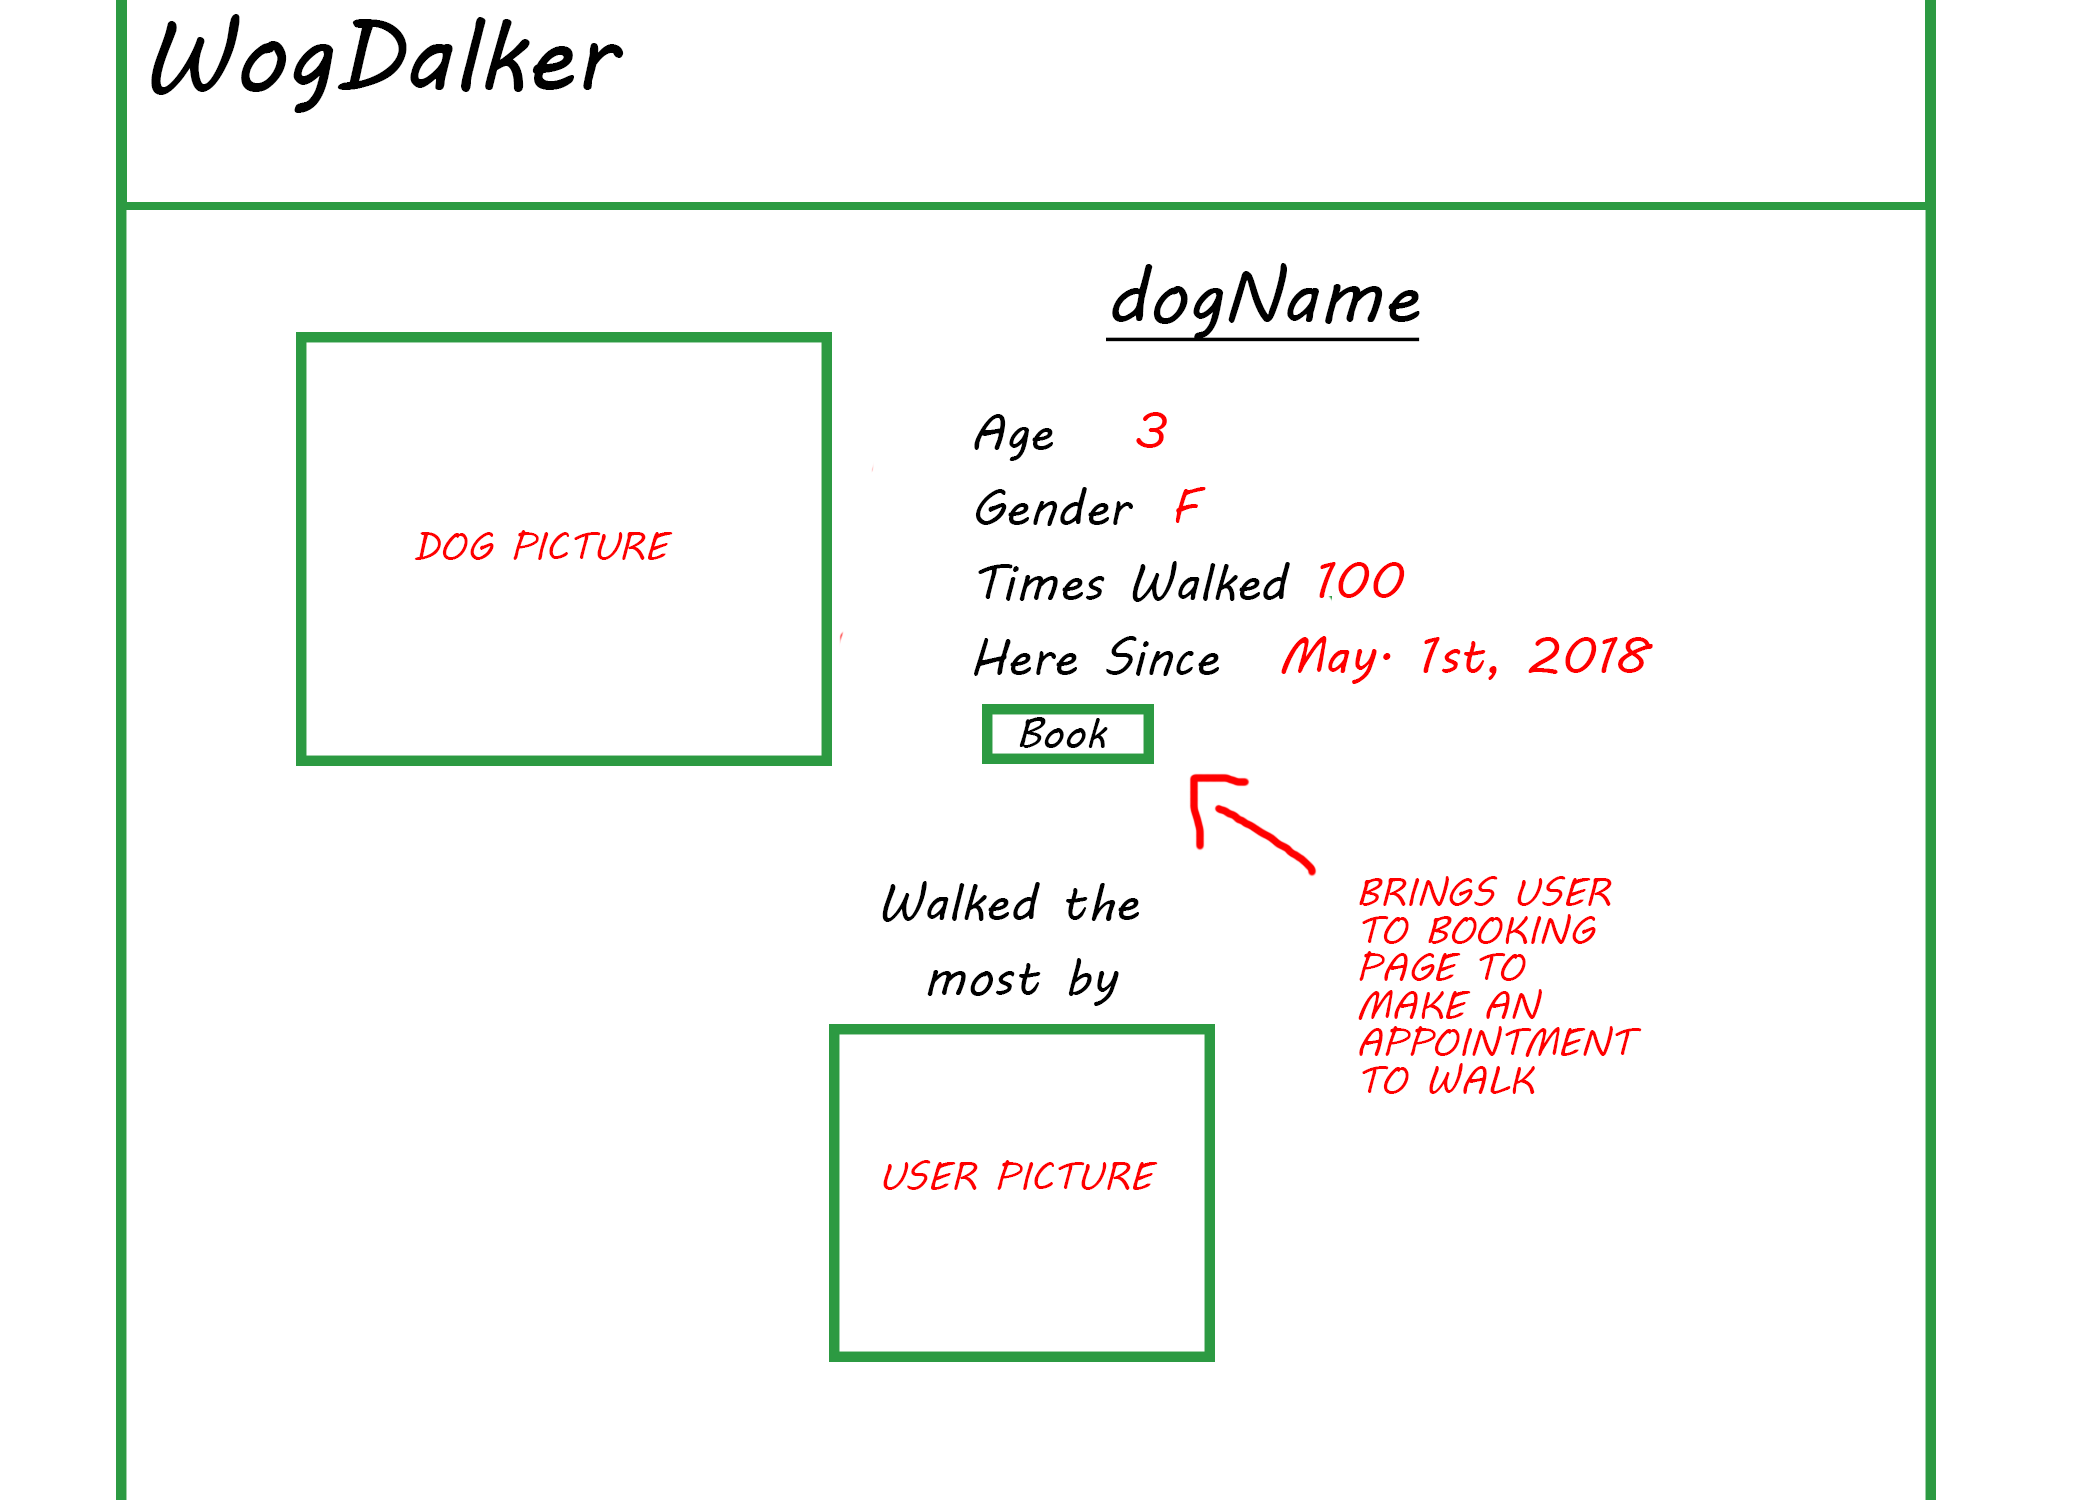 WogDalker
dogName
DOG PICTURE
Age 3
Gender F
Times Walked 100
Here Since May. 1st, 2018
Book
Walked the
most by
USER PICTURE
BRINGS USER
TO BOOKING
PAGE TO
MAKE AN
APPOINTMENT
TO WALK